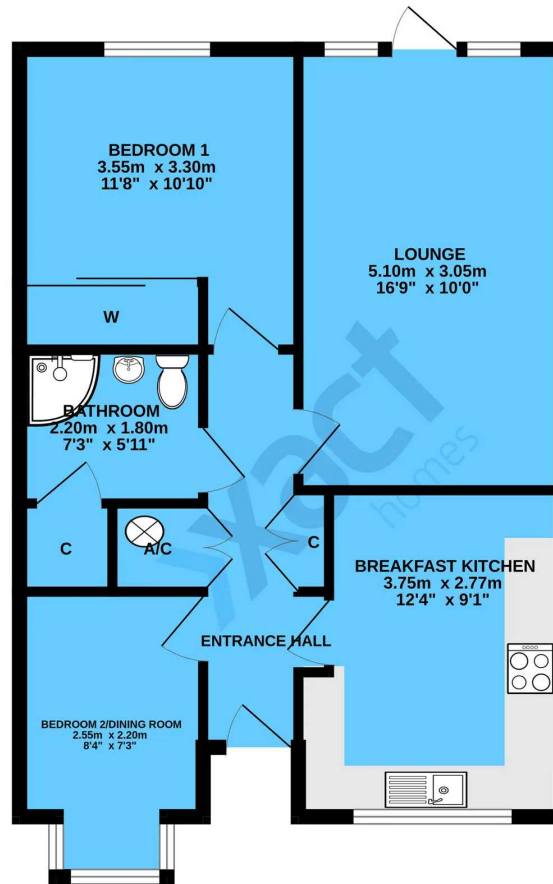 BEDROOM 1
3.55m x 3.30m
11'8" x 10'10"
LOUNGE
5.10m x 3.05m
16'9" x 10'0"
W
BATHROOM
2.20m x 1.80m
7'3" x 5'11"
C
A/C
C
BREAKFAST KITCHEN
3.75m x 2.77m
12'4" x 9'1"
ENTRANCE HALL
BEDROOM 2/DINING ROOM
2.55m x 2.20m
8'4" x 7'3"
xact
homes